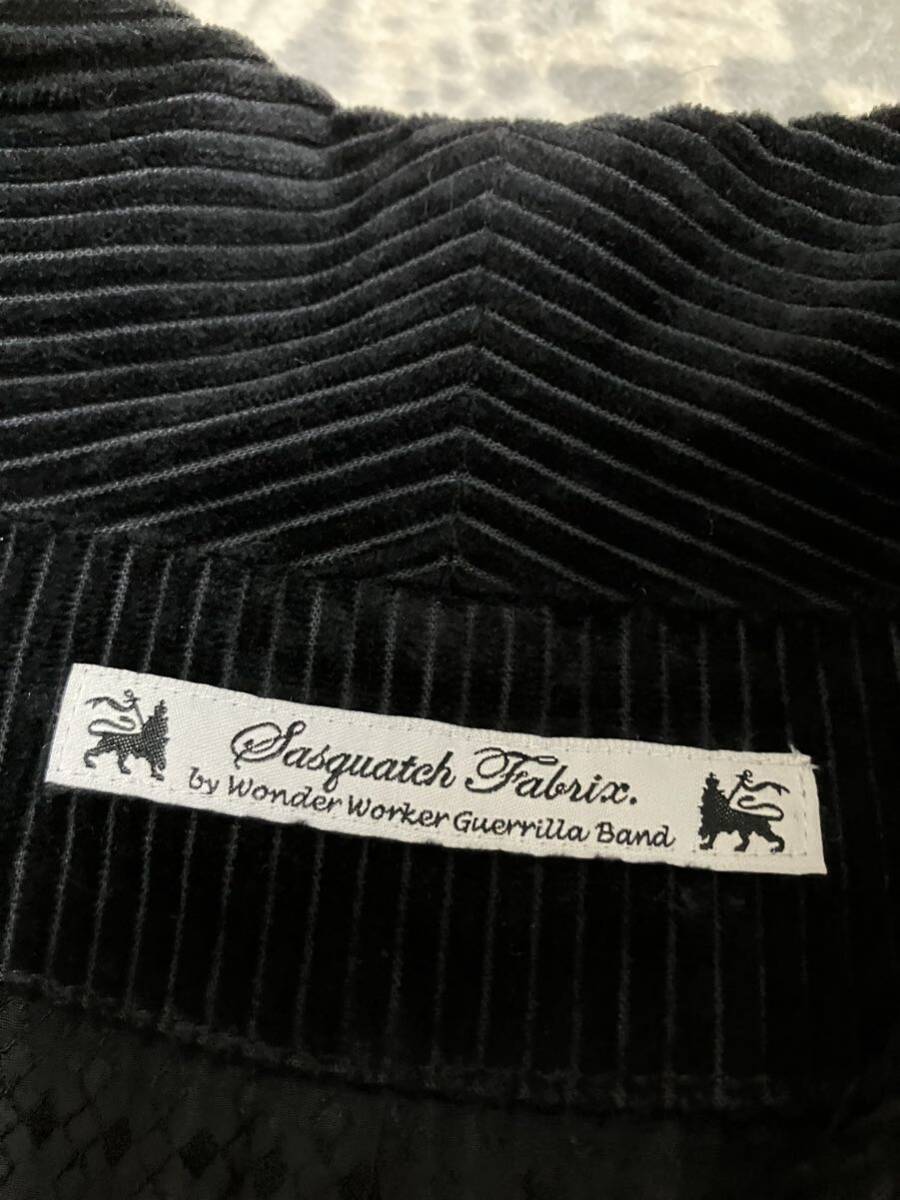 Sasquatch Fabrix.
by Wonder Worker Guerrilla Band